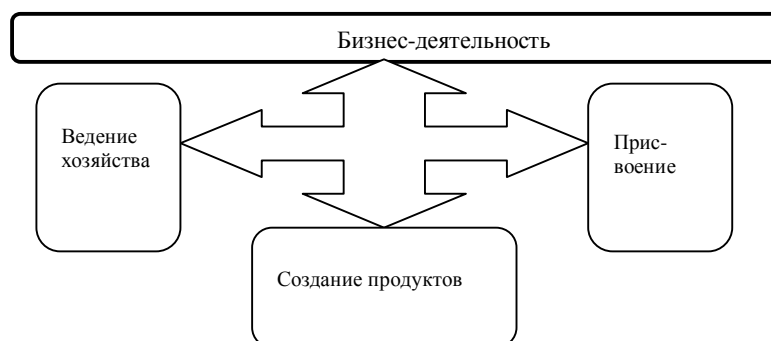 Бизнес-деятельность
Ведение
хозяйства
Прис-
воение
Создание продуктов